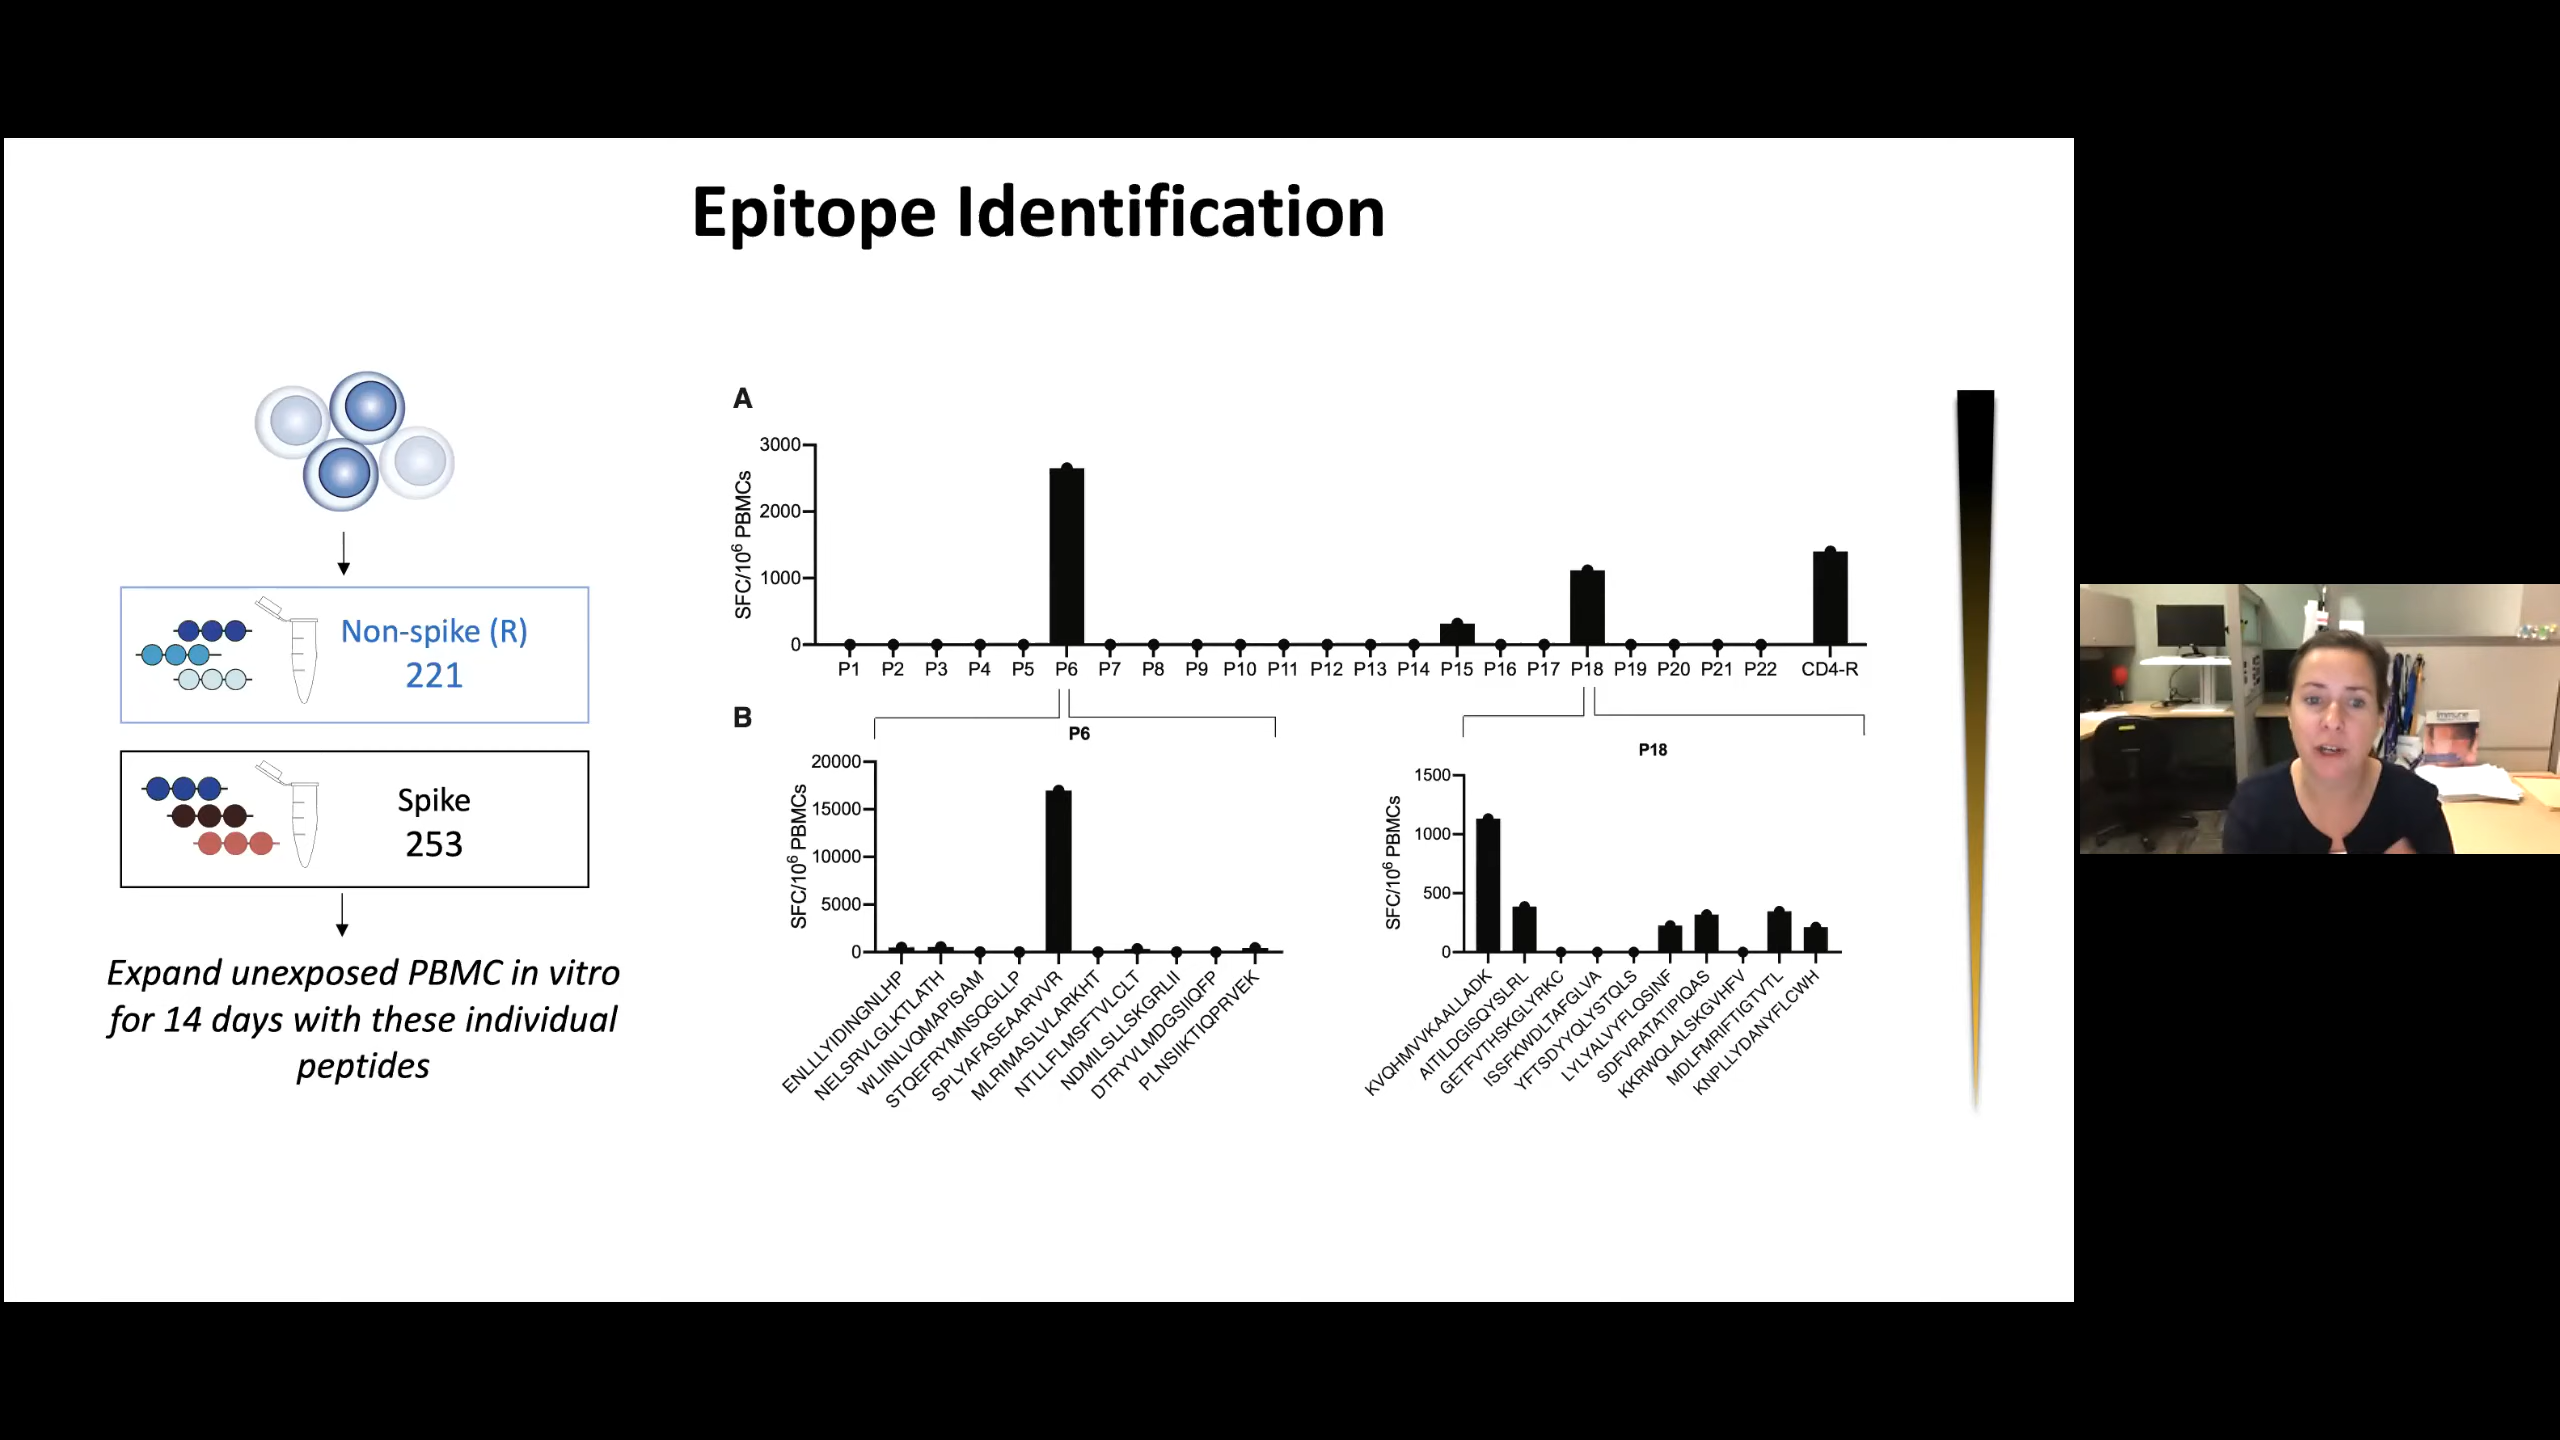 Epitope Identification
Non-spike (R)
221
Spike
253
Expand unexposed PBMC in vitro
for 14 days with these individual
peptides
A
SFC/10⁶ PBMCs
3000
2000
1000
0
P1 P2 P3 P4 P5 P6 P7 P8 P9 P10 P11 P12 P13 P14 P15 P16 P17 P18 P19 P20 P21 P22 CD4-R
B
P6
SFC/10⁶ PBMCs
20000
15000
10000
5000
0
ENLLLYIDINGNLHP
NELSRVLGLKTLATH
WLIINLVQMAPISAM
STQEFRYMNSQGLLP
SPLYAFASEAARVVR
MLRIMASLVLARKHT
NTLLFLMSFTVLCLT
NDMILSLLSKGRLII
DTRYVLMDGSIIQFP
PLNSIIKTIQPRVEK
P18
SFC/10⁶ PBMCs
1500
1000
500
0
KVQHMVVKAALLADK
AITILDGISQYSLRL
GETFVTHSKGLYRKC
ISSFKWDLTAFGLVA
YFTSDYYQLYSTQLS
LYLYALVYFLQSINF
SDFVRATATIPIQAS
KKRWQLALSKGVHFV
MDLFMRIFTIGTVTL
KNPLLYDANYFLCWH
immune